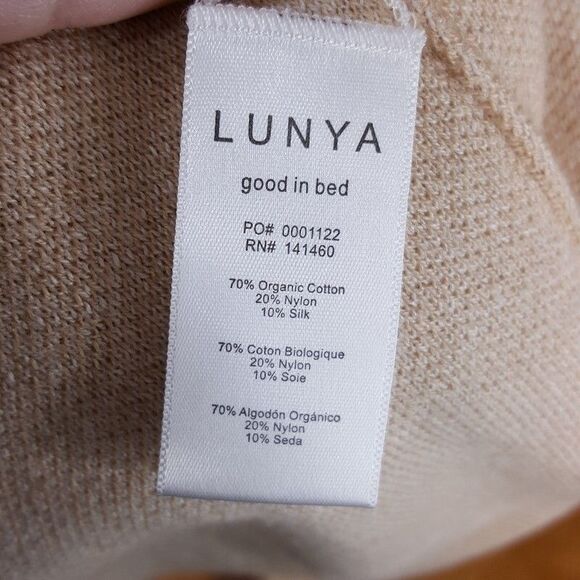 LUNYA
good in bed
PO# 0001122
RN# 141460
70% Organic Cotton
20% Nylon
10% Silk
70% Coton Biologique
20% Nylon
10% Soie
70% Algodón Orgánico
20% Nylon
10% Seda